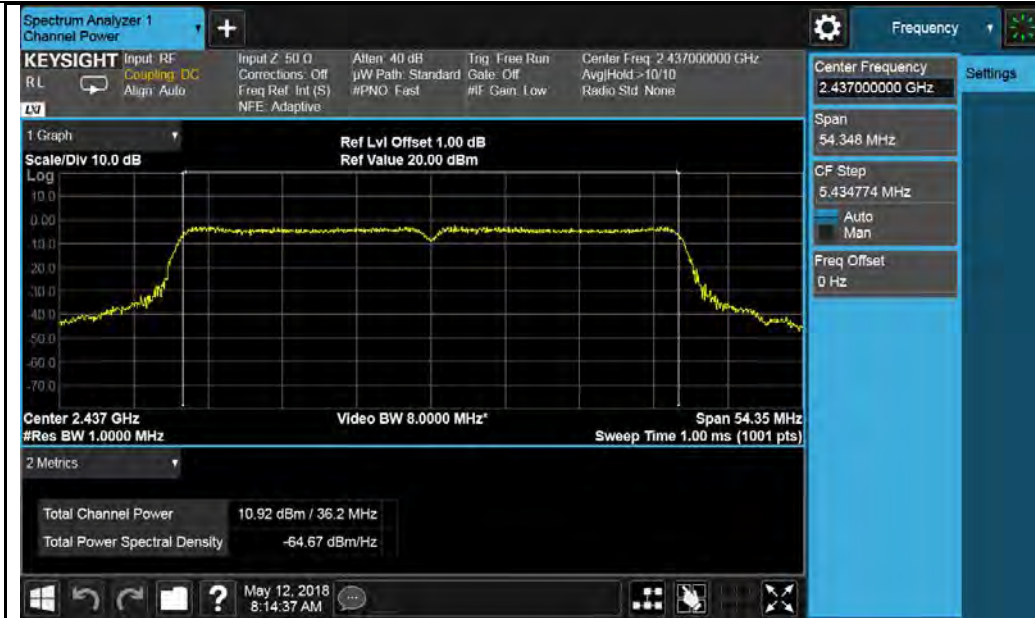 Spectrum Analyzer 1
Channel Power
+
Frequency
KEYSIGHT
RL
LXI
Input: RF
Coupling: DC
Align: Auto
Input Z: 50 Ω
Corrections: Off
Freq Ref: Int (S)
NFE: Adaptive
Atten: 40 dB
µW Path: Standard
#PNO: Fast
Trig: Free Run
Gate: Off
#IF Gain: Low
Center Freq: 2.437000000 GHz
Avg|Hold:>10/10
Radio Std: None
Center Frequency
2.437000000 GHz
Settings
Span
54.348 MHz
CF Step
5.434774 MHz
Auto
Man
Freq Offset
0 Hz
1 Graph
Scale/Div 10.0 dB
Ref Lvl Offset 1.00 dB
Ref Value 20.00 dBm
Log
10.0
0.00
-10.0
-20.0
-30.0
-40.0
-50.0
-60.0
-70.0
Center 2.437 GHz
Video BW 8.0000 MHz*
Span 54.35 MHz
#Res BW 1.0000 MHz
Sweep Time 1.00 ms (1001 pts)
2 Metrics
Total Channel Power 10.92 dBm / 36.2 MHz
Total Power Spectral Density -64.67 dBm/Hz
?
May 12, 2018
8:14:37 AM